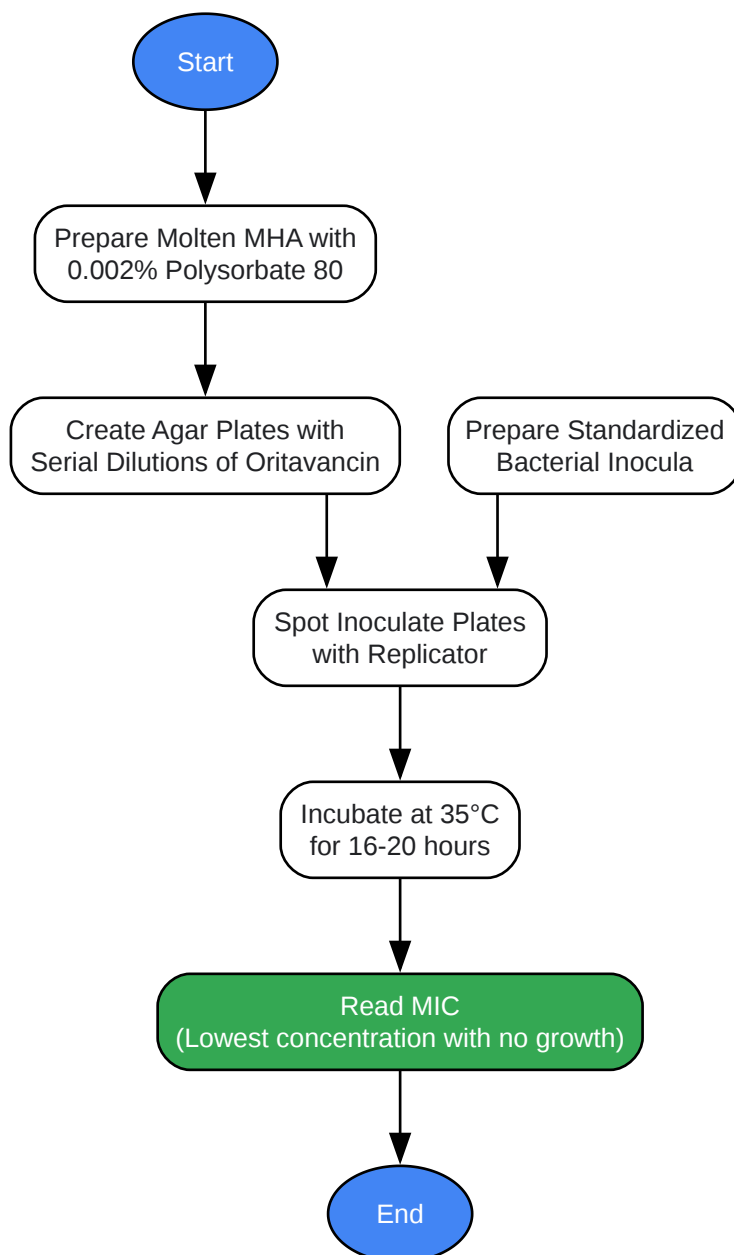 Start
Prepare Molten MHA with
0.002% Polysorbate 80
Create Agar Plates with
Serial Dilutions of Oritavancin
Prepare Standardized
Bacterial Inocula
Spot Inoculate Plates
with Replicator
Incubate at 35°C
for 16-20 hours
Read MIC
(Lowest concentration with no growth)
End